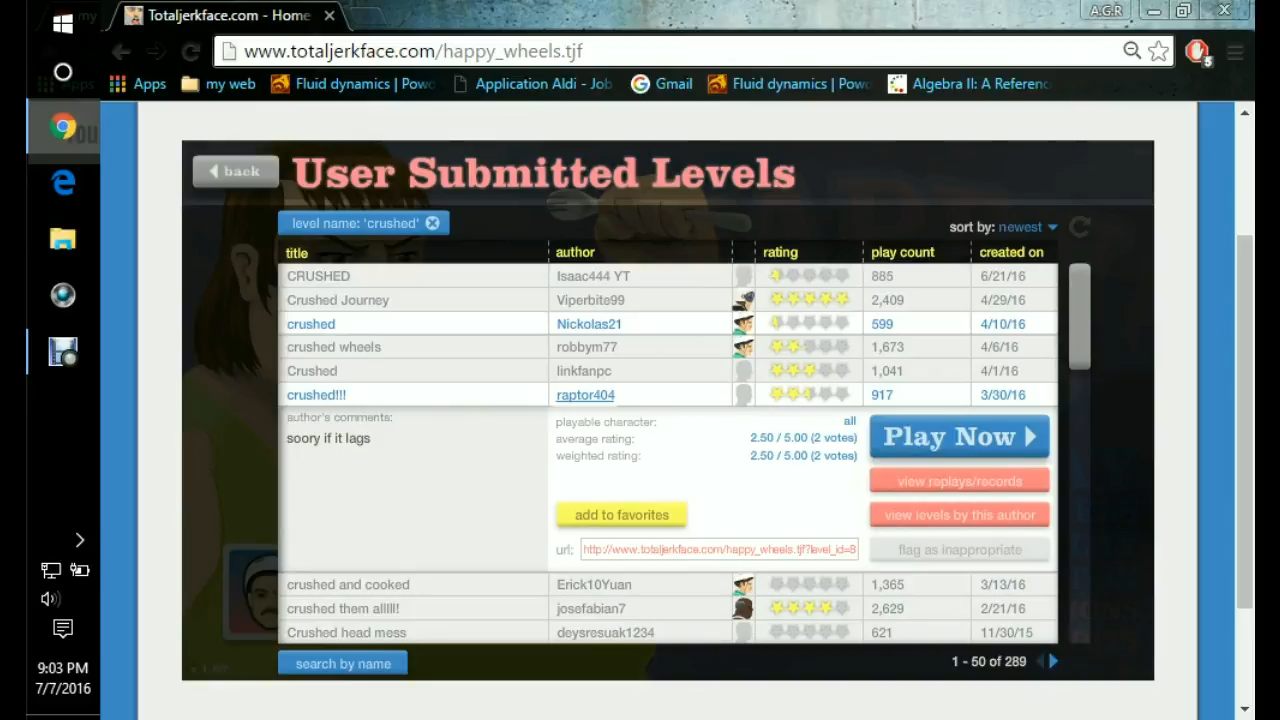 Totaljerkface.com - Home
A.G.R
www.totaljerkface.com/happy_wheels.tjf
5
Apps
my web
Fluid dynamics | Powe
Application Aldi - Job
Gmail
Fluid dynamics | Powe
Algebra II: A Referenc
back
User Submitted Levels
level name: 'crushed'
sort by: newest
title author rating play count created on
CRUSHED Isaac444 YT 885 6/21/16
Crushed Journey Viperbite99 2,409 4/29/16
crushed Nickolas21 599 4/10/16
crushed wheels robbym77 1,673 4/6/16
Crushed linkfanpc 1,041 4/1/16
crushed!!! raptor404 917 3/30/16
author's comments:
soory if it lags
playable character: all
average rating: 2.50 / 5.00 (2 votes)
weighted rating: 2.50 / 5.00 (2 votes)
Play Now
view replays/records
add to favorites
view levels by this author
url: http://www.totaljerkface.com/happy_wheels.tjf?level_id=8
flag as inappropriate
crushed and cooked Erick10Yuan 1,365 3/13/16
crushed them alllll! josefabian7 2,629 2/21/16
Crushed head mess deysresuak1234 621 11/30/15
search by name
1 - 50 of 289
9:03 PM
7/7/2016